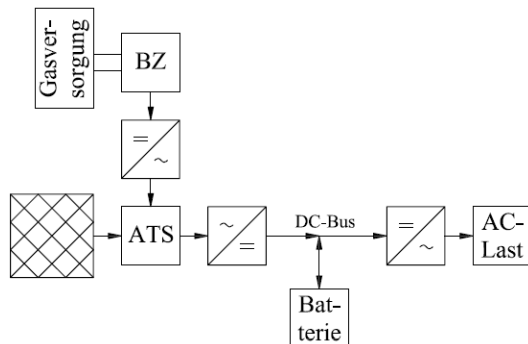 Gasver-
sorgung
BZ
=
~
ATS
~
=
DC-Bus
=
~
AC-
Last
Bat-
terie